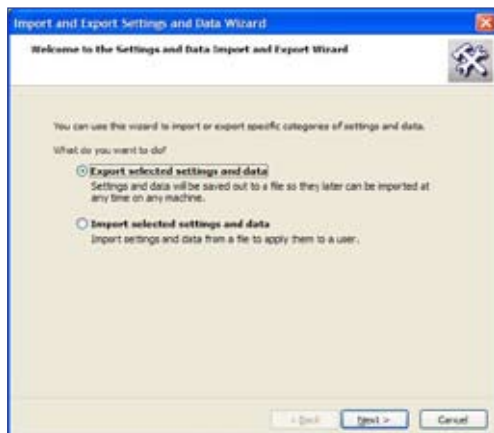 Import and Export Settings and Data Wizard
Welcome to the Settings and Data Import and Export Wizard
You can use this wizard to import or export specific categories of settings and data.
What do you want to do?
Export selected settings and data
Settings and data will be saved out to a file so they later can be imported at
any time on any machine.
Import selected settings and data
Import settings and data from a file to apply them to a user.
< Back
Next >
Cancel